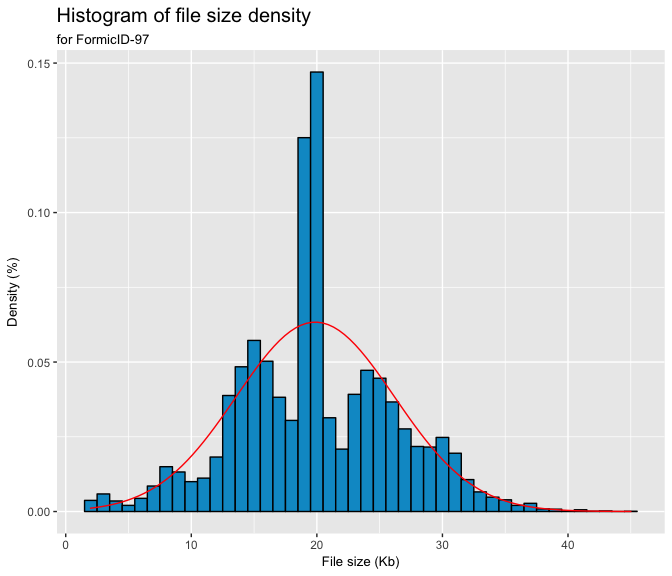 Histogram of file size density
for FormicID-97
Density (%)
0.15
0.10
0.05
0.00
0 10 20 30 40
File size (Kb)